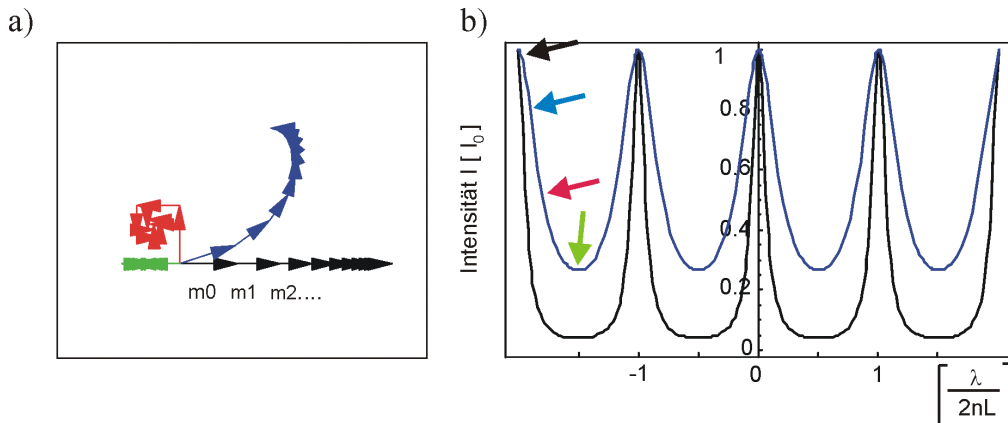 a)
m0 m1 m2....
b)
Intensität I [ I₀ ]
1
0.8
0.6
0.4
0.2
0
-1 0 1
λ
2nL